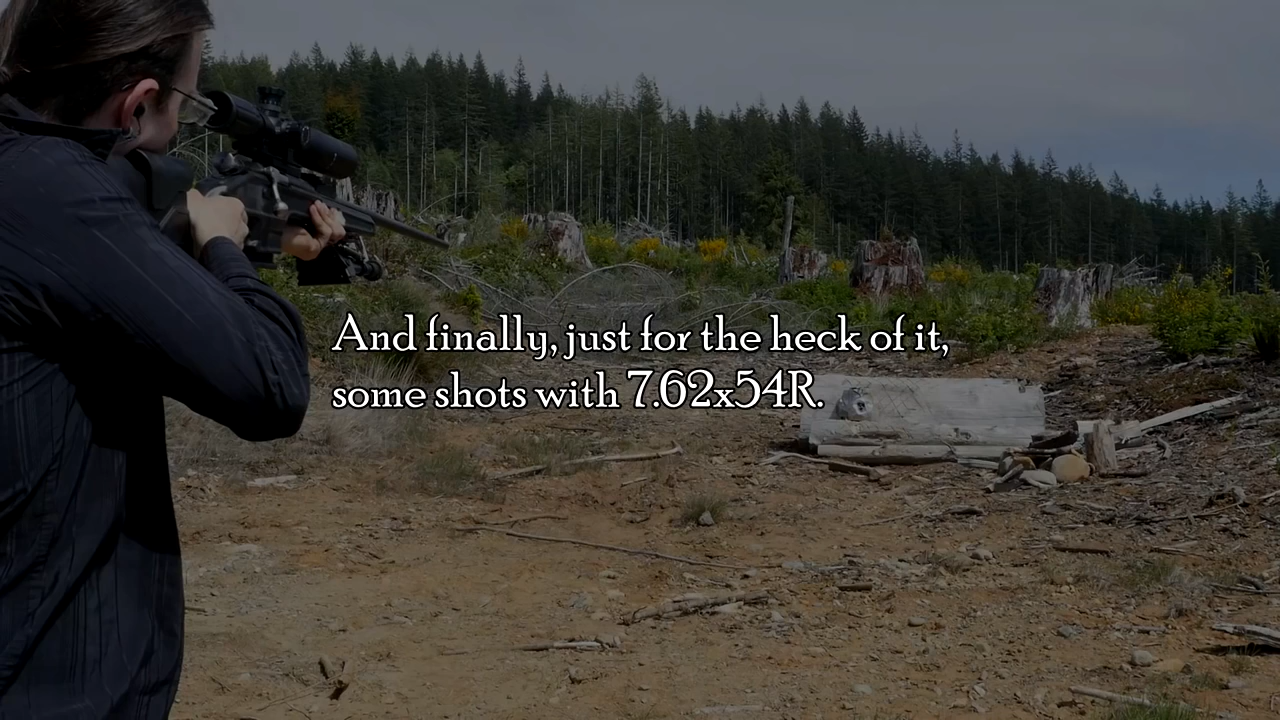 And finally, just for the heck of it,
some shots with 7.62x54R.